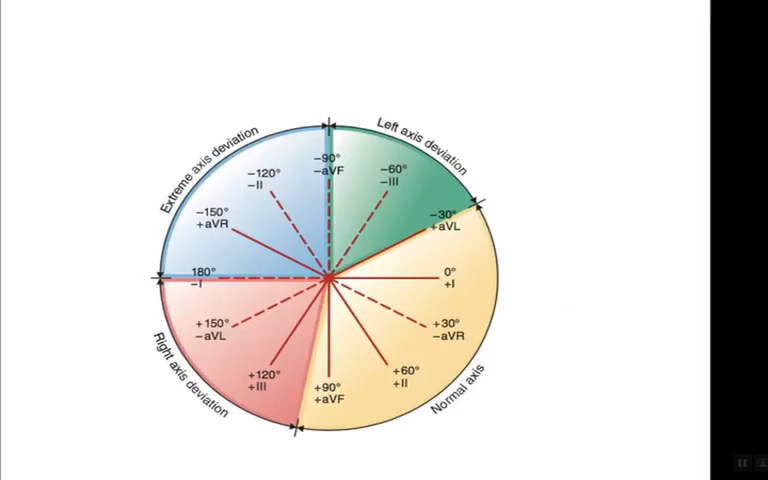 Extreme axis deviation
Left axis deviation
−90°
−aVF
−120°
−II
−60°
−III
−150°
+aVR
−30°
+aVL
180°
−I
0°
+I
+150°
−aVL
+30°
−aVR
+120°
+III
+90°
+aVF
+60°
+II
Right axis deviation
Normal axis